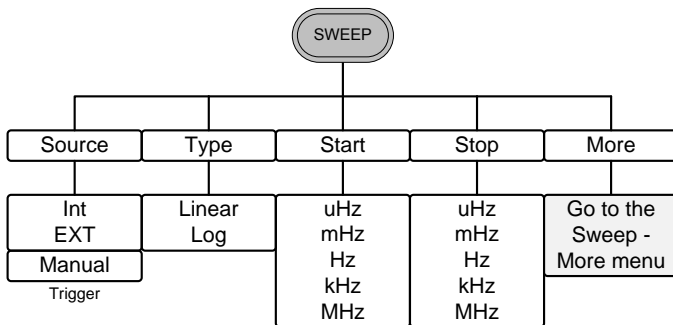 SWEEP
Source
Type
Start
Stop
More
Int
EXT
Manual
Trigger
Linear
Log
uHz
mHz
Hz
kHz
MHz
uHz
mHz
Hz
kHz
MHz
Go to the
Sweep -
More menu